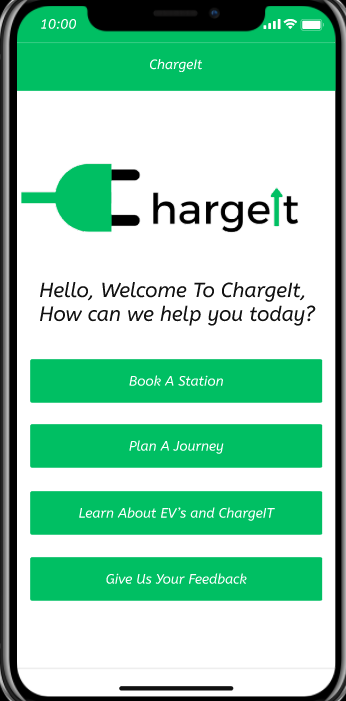 10:00
ChargeIt
hargeIt
Hello, Welcome To ChargeIt,
How can we help you today?
Book A Station
Plan A Journey
Learn About EV's and ChargeIT
Give Us Your Feedback